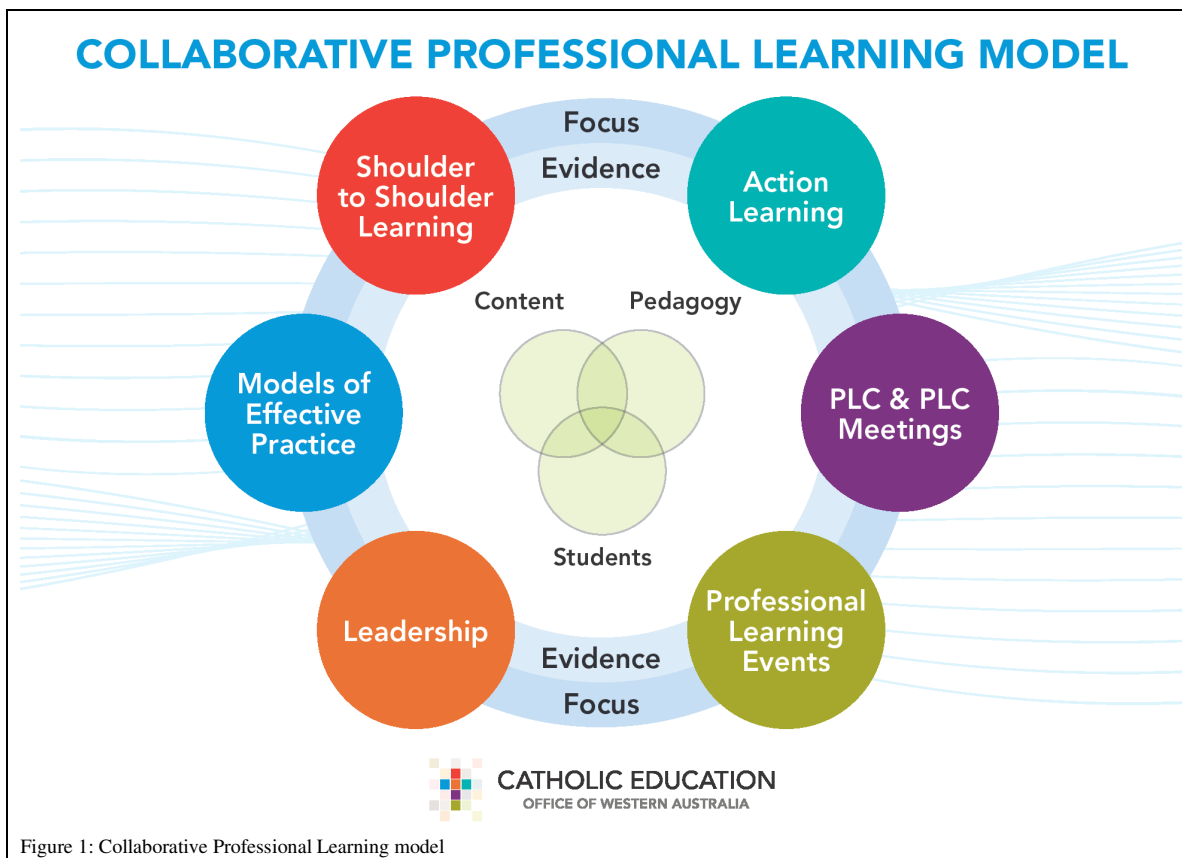 COLLABORATIVE PROFESSIONAL LEARNING MODEL
Focus
Evidence
Shoulder
to Shoulder
Learning
Action
Learning
Content
Pedagogy
Models of
Effective
Practice
PLC & PLC
Meetings
Students
Leadership
Professional
Learning
Events
Evidence
Focus
CATHOLIC EDUCATION
OFFICE OF WESTERN AUSTRALIA
Figure 1: Collaborative Professional Learning model